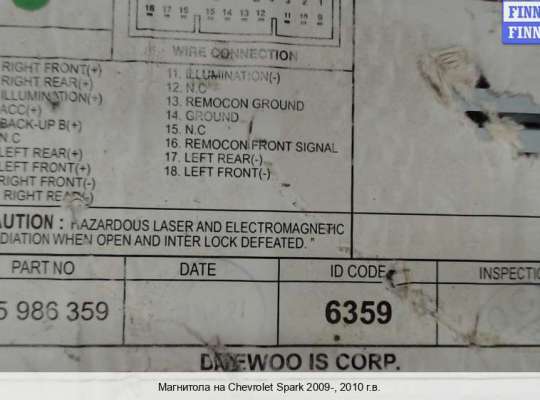 FINN
FINN
18 17 15 15 14 13 12 11 10 9
WIRE CONNECTION
RIGHT FRONT(+)
RIGHT REAR(+)
ILLUMINATION(+)
ACC(+)
BACK-UP B(+)
N.C
LEFT REAR(+)
LEFT FRONT(+)
RIGHT FRONT(-)
RIGHT REAR(-)
11. ILLUMINATION(-)
12. N.C
13. REMOCON GROUND
14. GROUND
15. N.C
16. REMOCON FRONT SIGNAL
17. LEFT REAR(-)
18. LEFT FRONT(-)
AUTION : HAZARDOUS LASER AND ELECTROMAGNETIC
DIATION WHEN OPEN AND INTER LOCK DEFEATED. "
PART NO DATE ID CODE INSPECTIO
5 986 359 6359
DAEWOO IS CORP.
Магнитола на Chevrolet Spark 2009-, 2010 г.в.